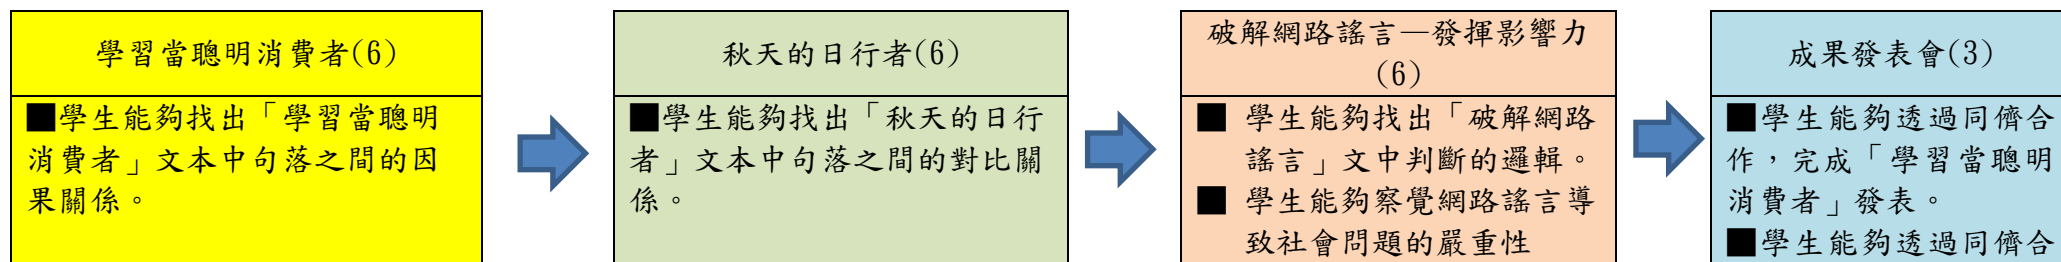 學習當聰明消費者(6)
■學生能夠找出「學習當聰明
消費者」文本中句落之間的因
果關係。
秋天的日行者(6)
■學生能夠找出「秋天的日行
者」文本中句落之間的對比關
係。
破解網路謠言—發揮影響力
(6)
■ 學生能夠找出「破解網路
謠言」文中判斷的邏輯。
■ 學生能夠察覺網路謠言導
致社會問題的嚴重性
成果發表會(3)
■學生能夠透過同儕合
作，完成「學習當聰明
消費者」發表。
■學生能夠透過同儕合